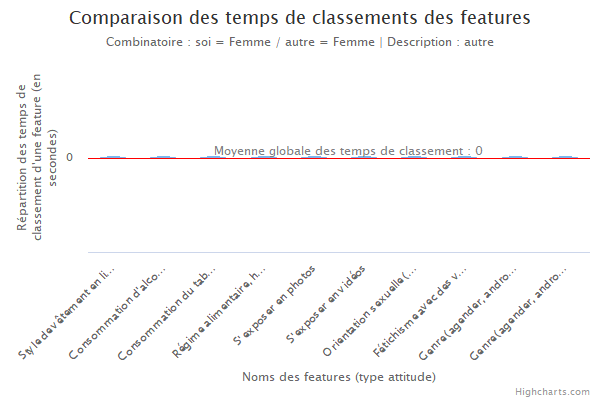 Comparaison des temps de classements des features
Combinatoire : soi = Femme / autre = Femme | Description : autre
Répartition des temps de
classement d'une feature (en
secondes)
0
Moyenne globale des temps de classement : 0
Style de vêtement en li...
Consommation d'alco...
Consommation du tab...
Régime alimentaire, h...
S'exposer en photos
S'exposer en vidéos
Orientation sexuelle (...
Fétichisme avec des v...
Genre (agender, andro...
Genre (agender, andro...
Noms des features (type attitude)
Highcharts.com